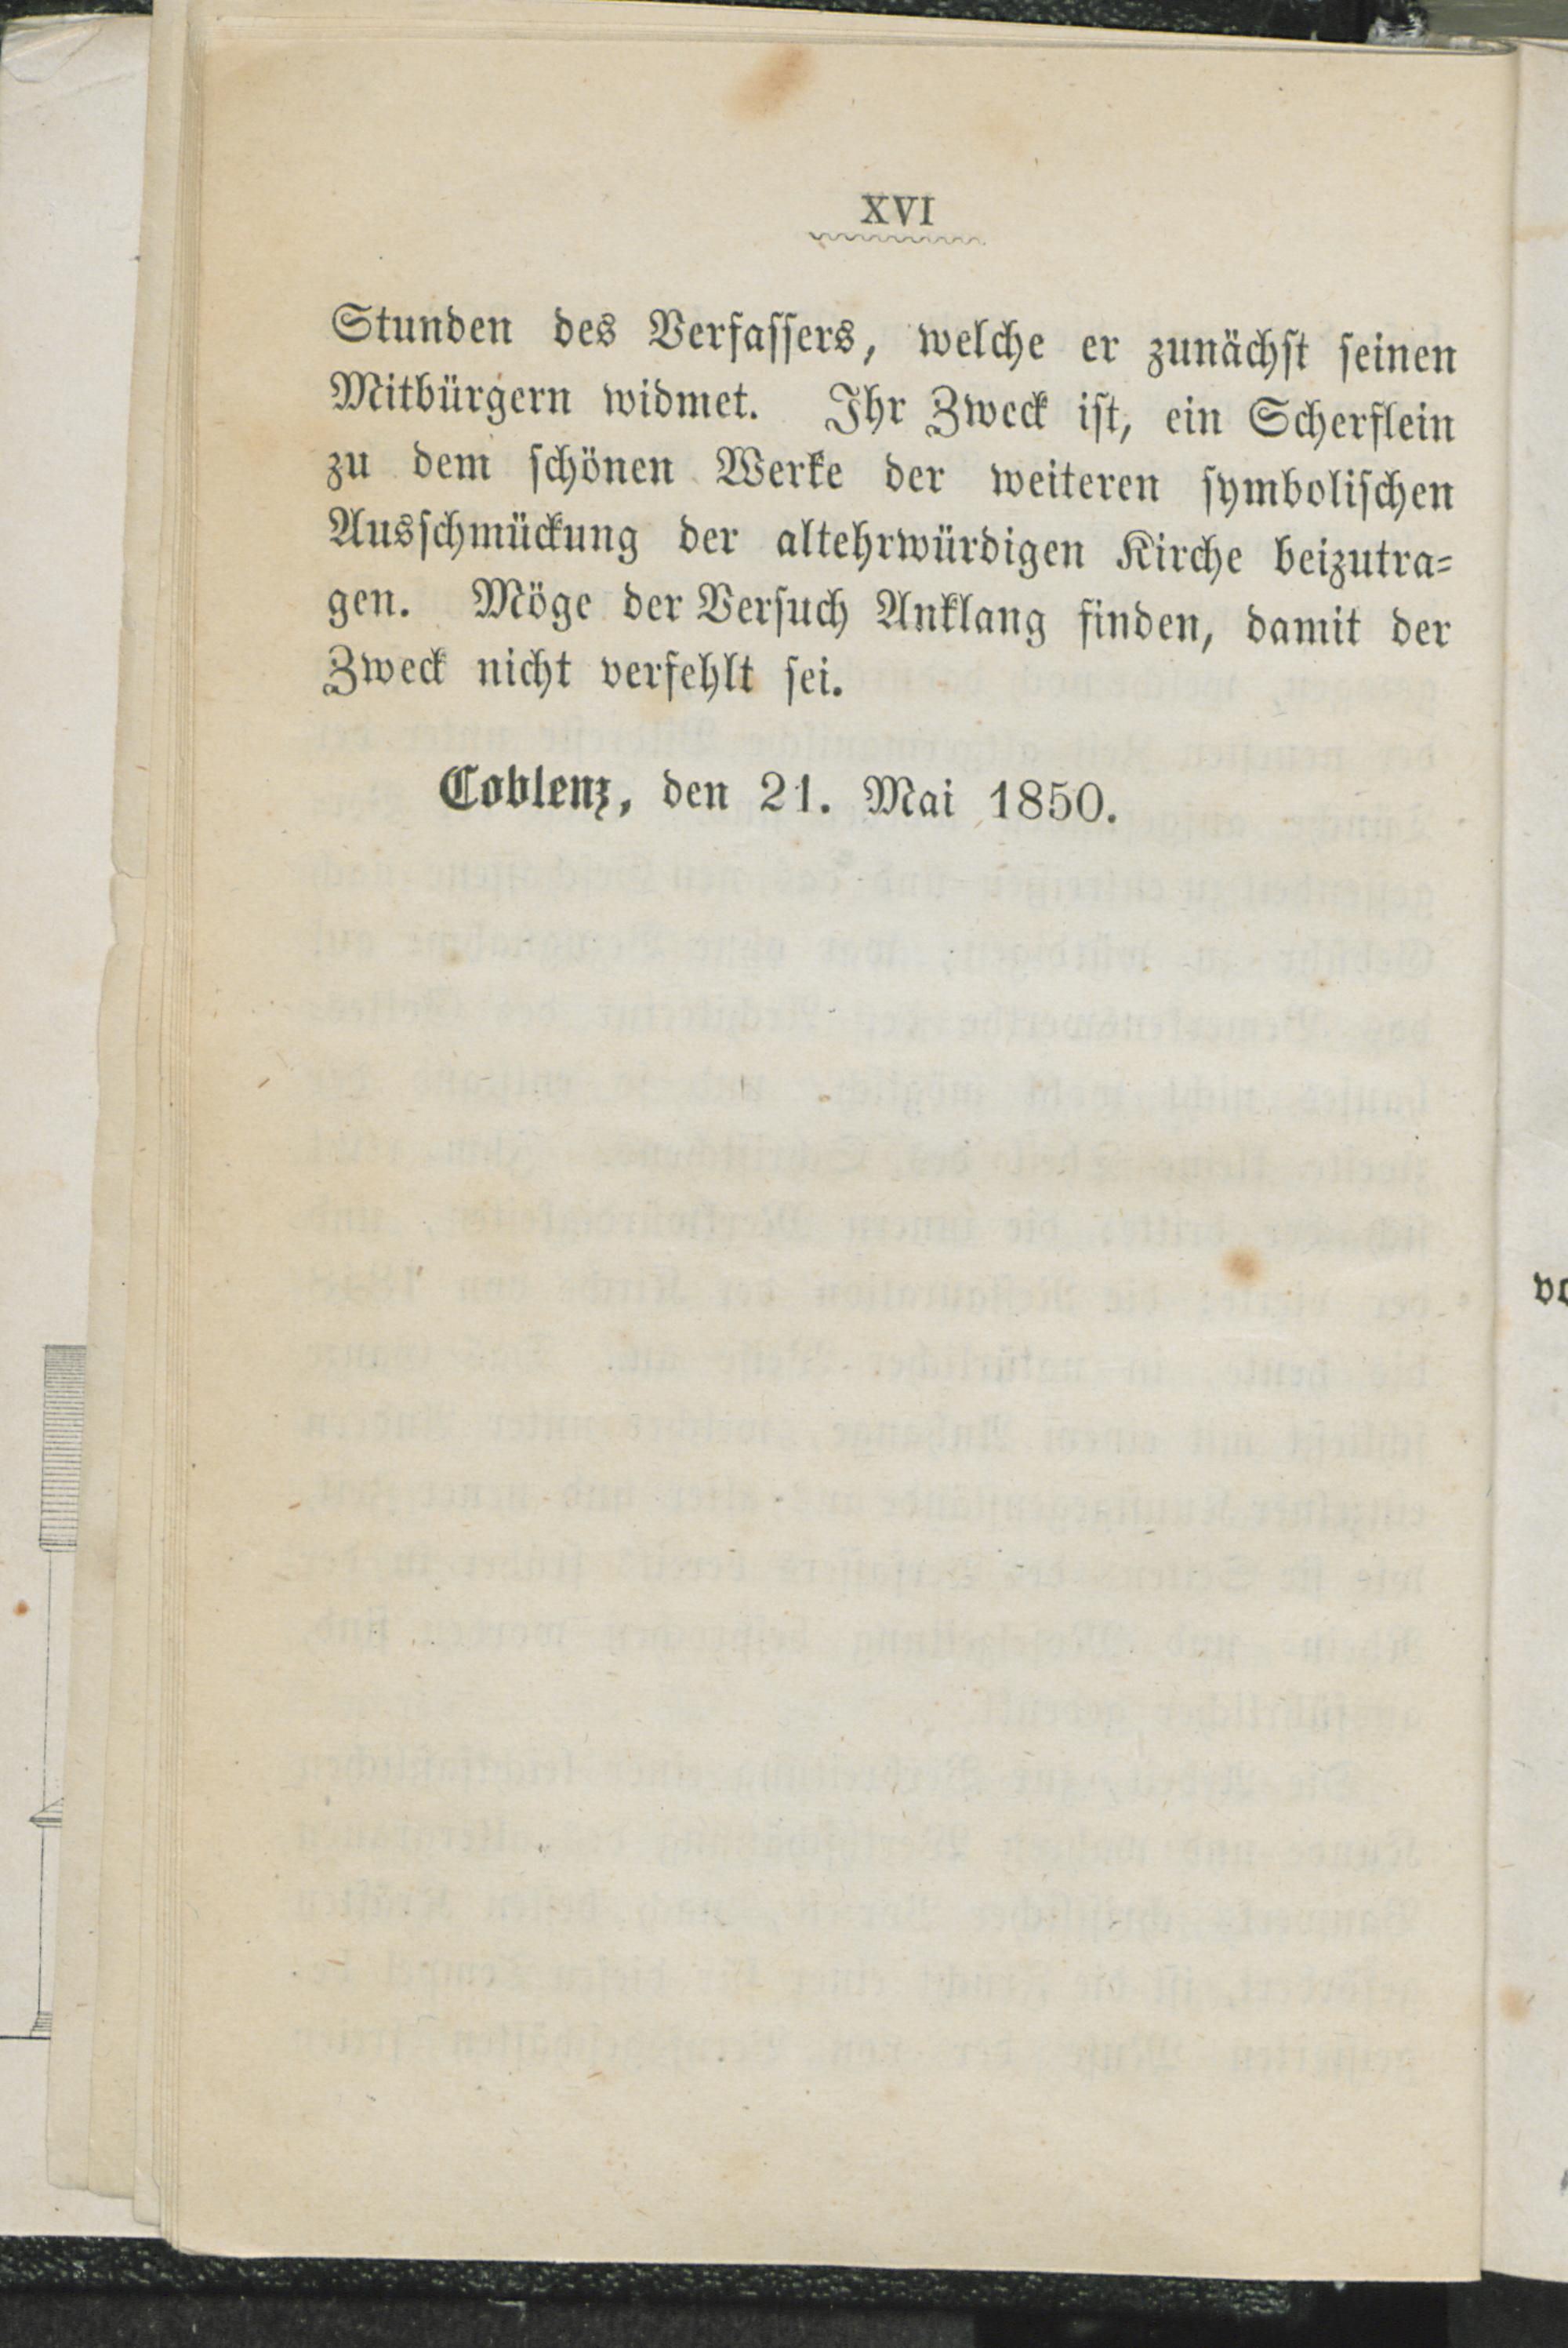 XVI
Stunden des Verfassers, welche er zunächst seinen
Mitbürgern widmet. Ihr Zweck ist, ein Scherflein
zu dem schönen Werke der weiteren symbolischen
Ausschmückung der altehrwürdigen Kirche beizutra-
gen. Möge der Versuch Anklang finden, damit der
Zweck nicht verfehlt sei.
Coblenz, den 21. Mai 1850.